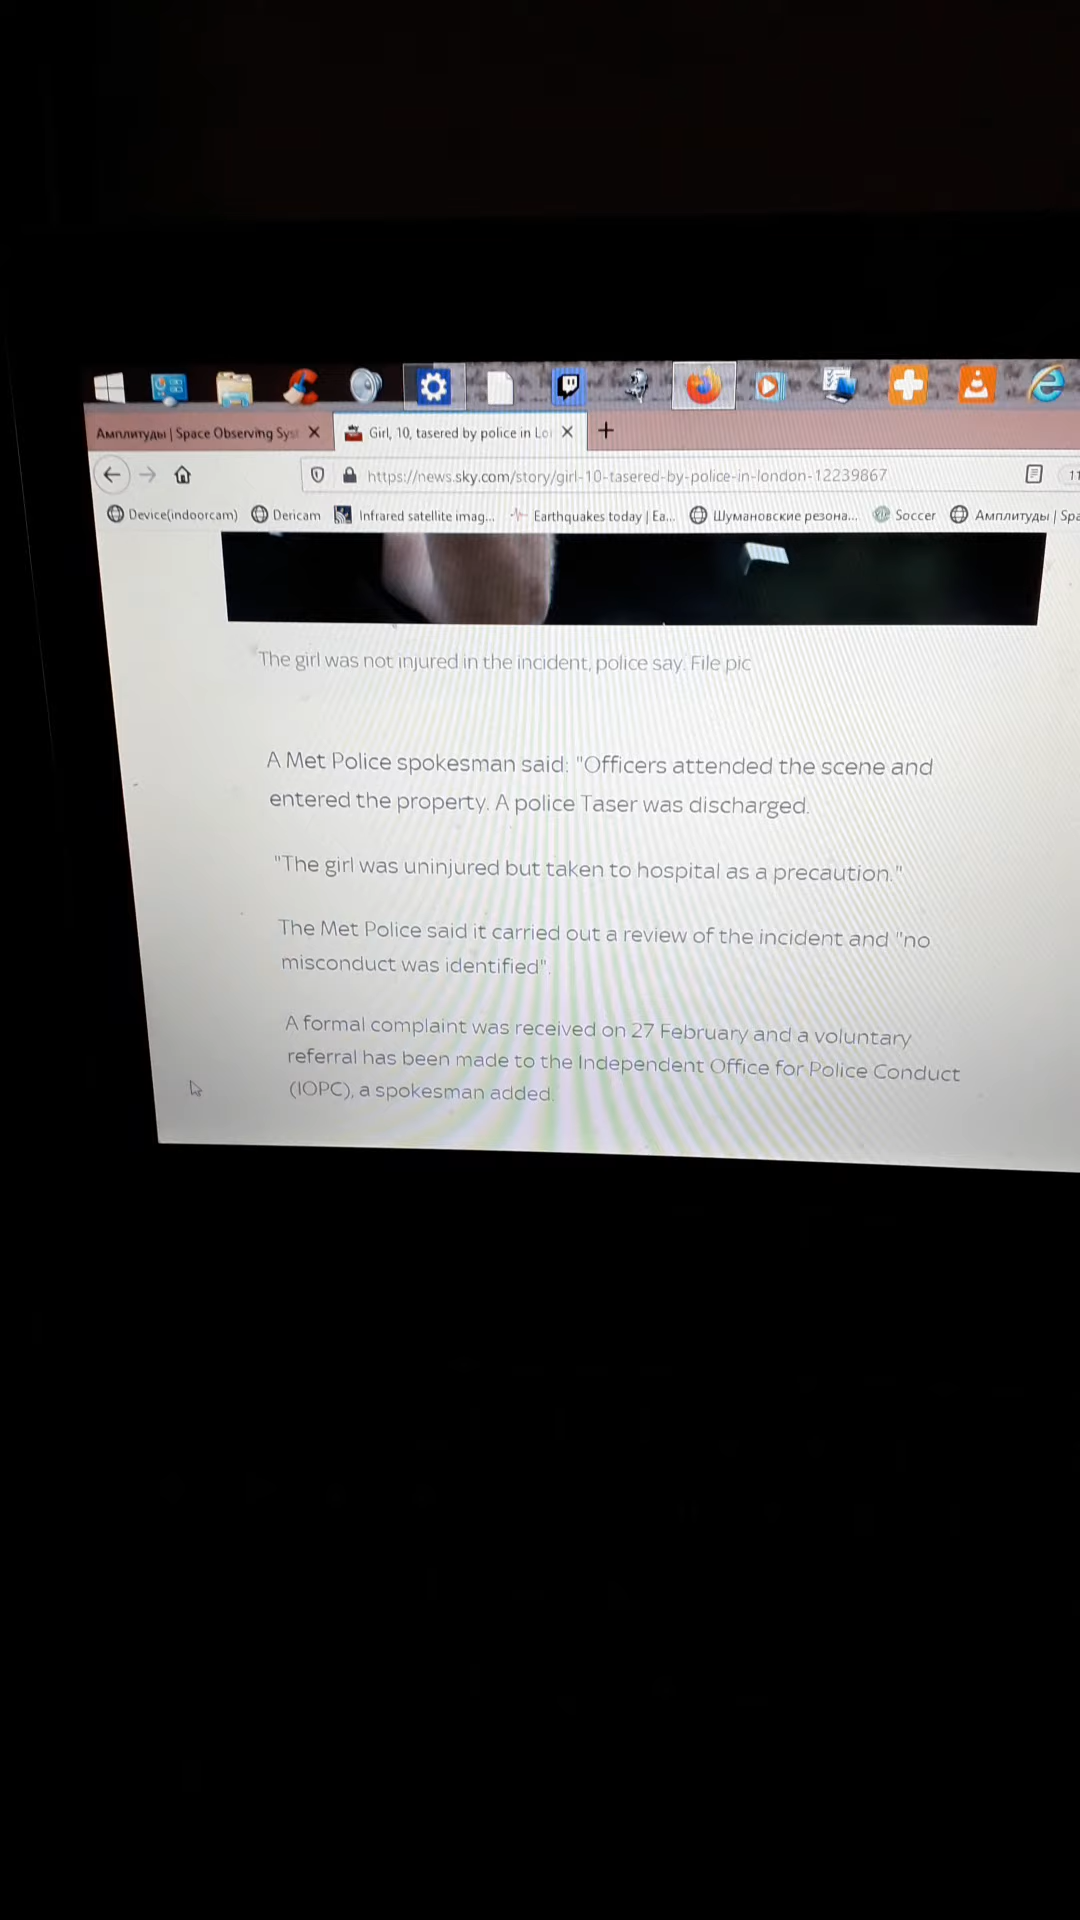 Амплитуды | Space Observing Syst
Girl, 10, tasered by police in Lo
https://news.sky.com/story/girl-10-tasered-by-police-in-london-12239867
Device(indoorcam) Dericam Infrared satellite imag... Earthquakes today | Ea... Шумановские резона... Soccer Амплитуды | Spa
The girl was not injured in the incident, police say. File pic
A Met Police spokesman said: "Officers attended the scene and
entered the property. A police Taser was discharged.
"The girl was uninjured but taken to hospital as a precaution."
The Met Police said it carried out a review of the incident and "no
misconduct was identified".
A formal complaint was received on 27 February and a voluntary
referral has been made to the Independent Office for Police Conduct
(IOPC), a spokesman added.